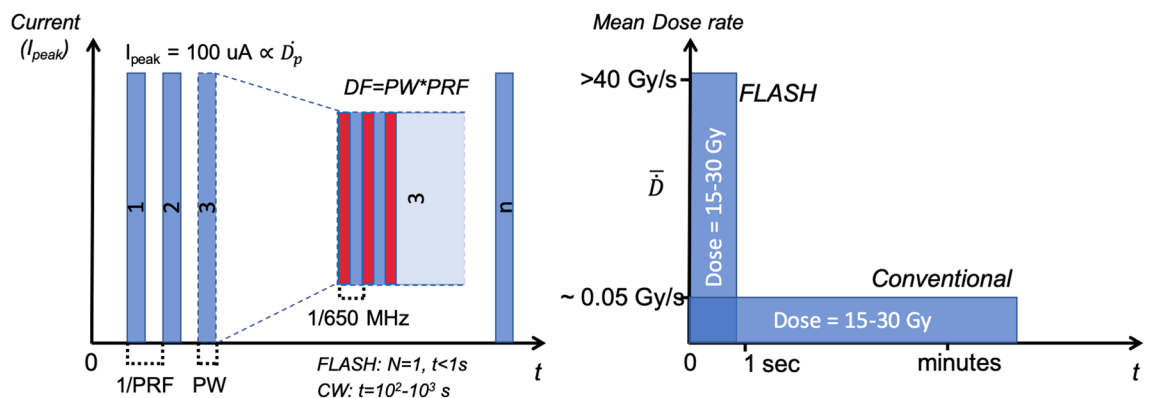 Current
(Ipeak)
Ipeak = 100 uA ∝ Ḋp
DF=PW*PRF
1
2
3
3
n
1/650 MHz
0
1/PRF
PW
FLASH: N=1, t<1s
CW: t=10²-10³ s
t
Mean Dose rate
>40 Gy/s
FLASH
Dose = 15-30 Gy
D̄̇
Conventional
~ 0.05 Gy/s
Dose = 15-30 Gy
0
1 sec
minutes
t